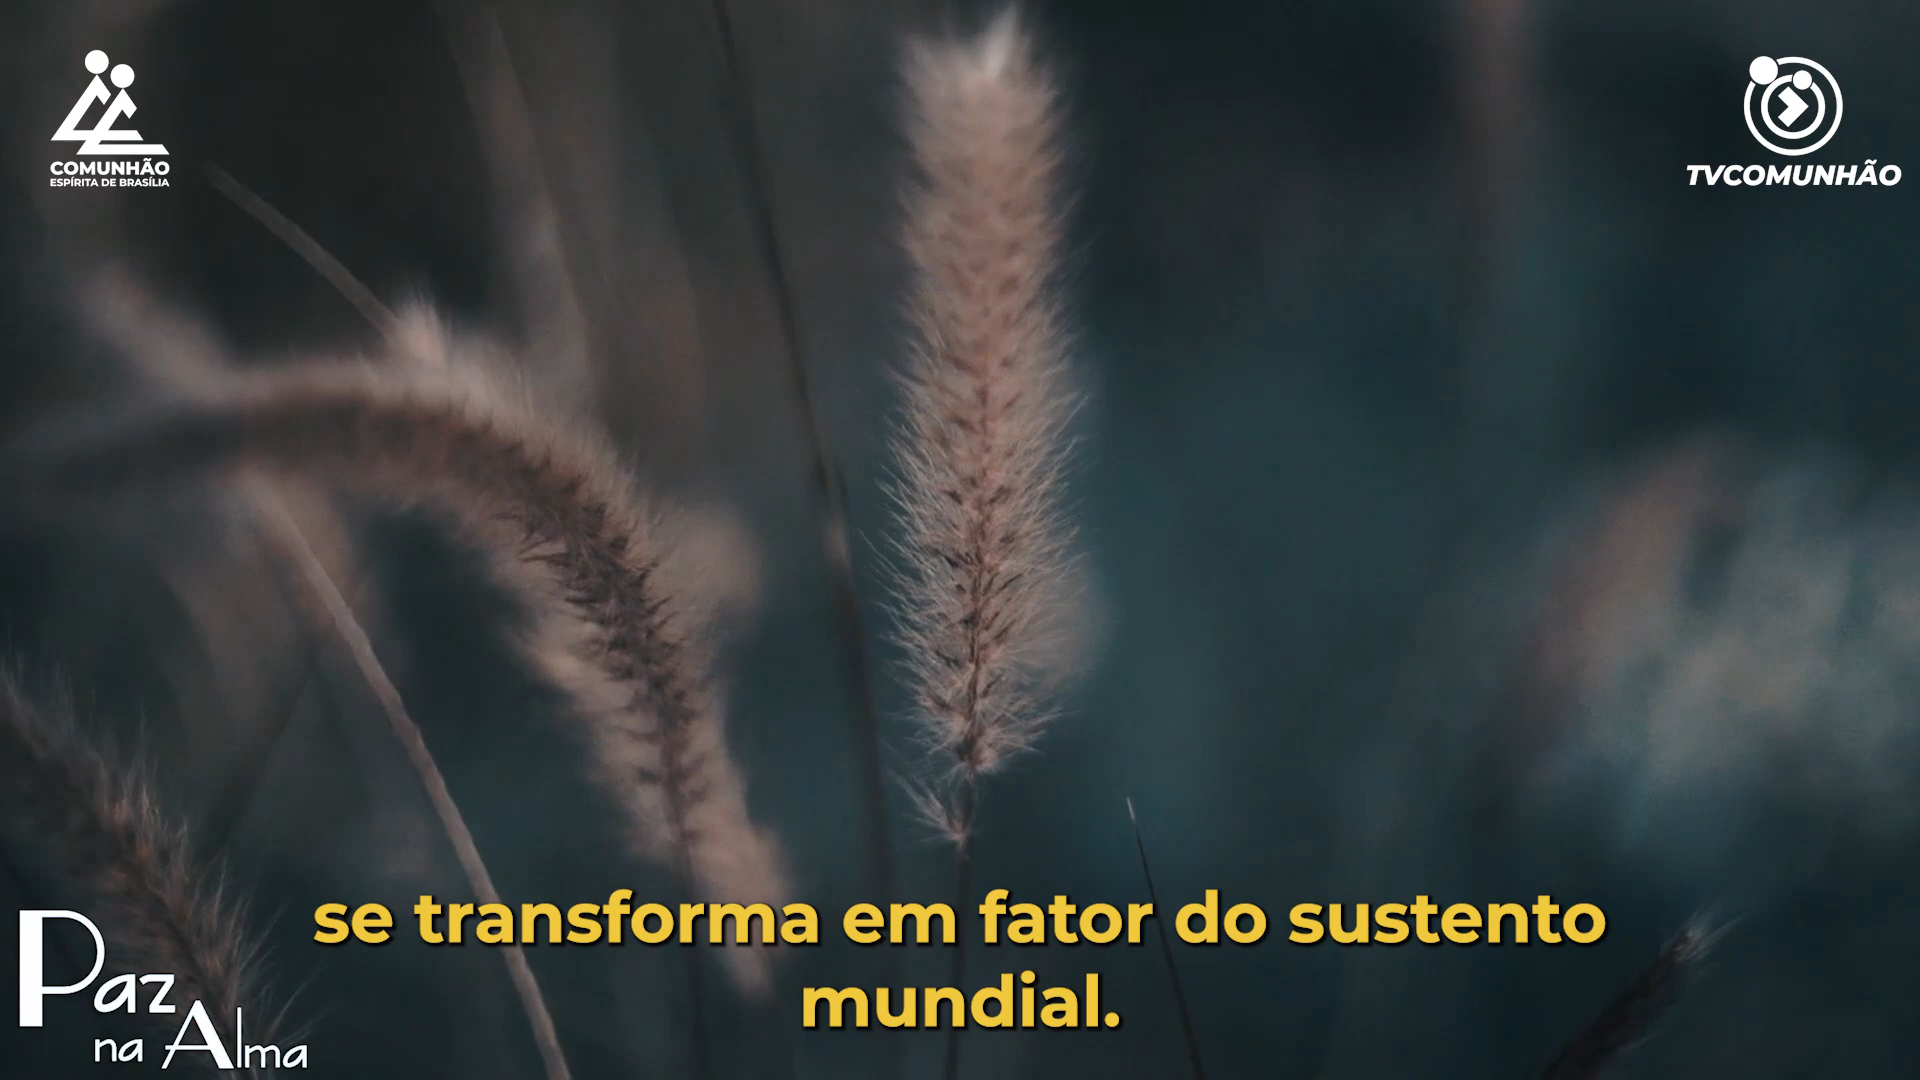 COMUNHÃO
ESPÍRITA DE BRASÍLIA
TVCOMUNHÃO
se transforma em fator do sustento
mundial.
Paz
na Alma